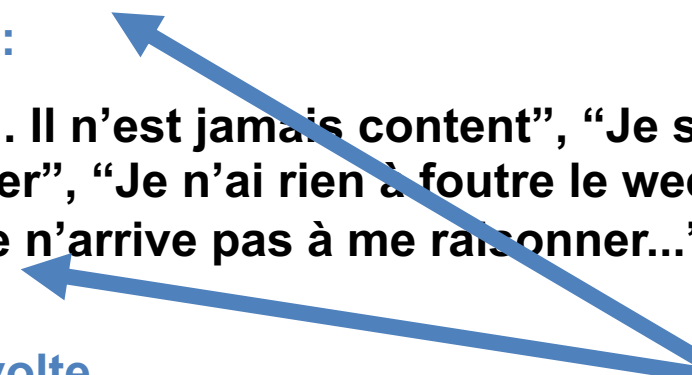 :
. Il n’est jamais content”, “Je s
er”, “Je n’ai rien à foutre le wee
e n’arrive pas à me raisonner...”
volte